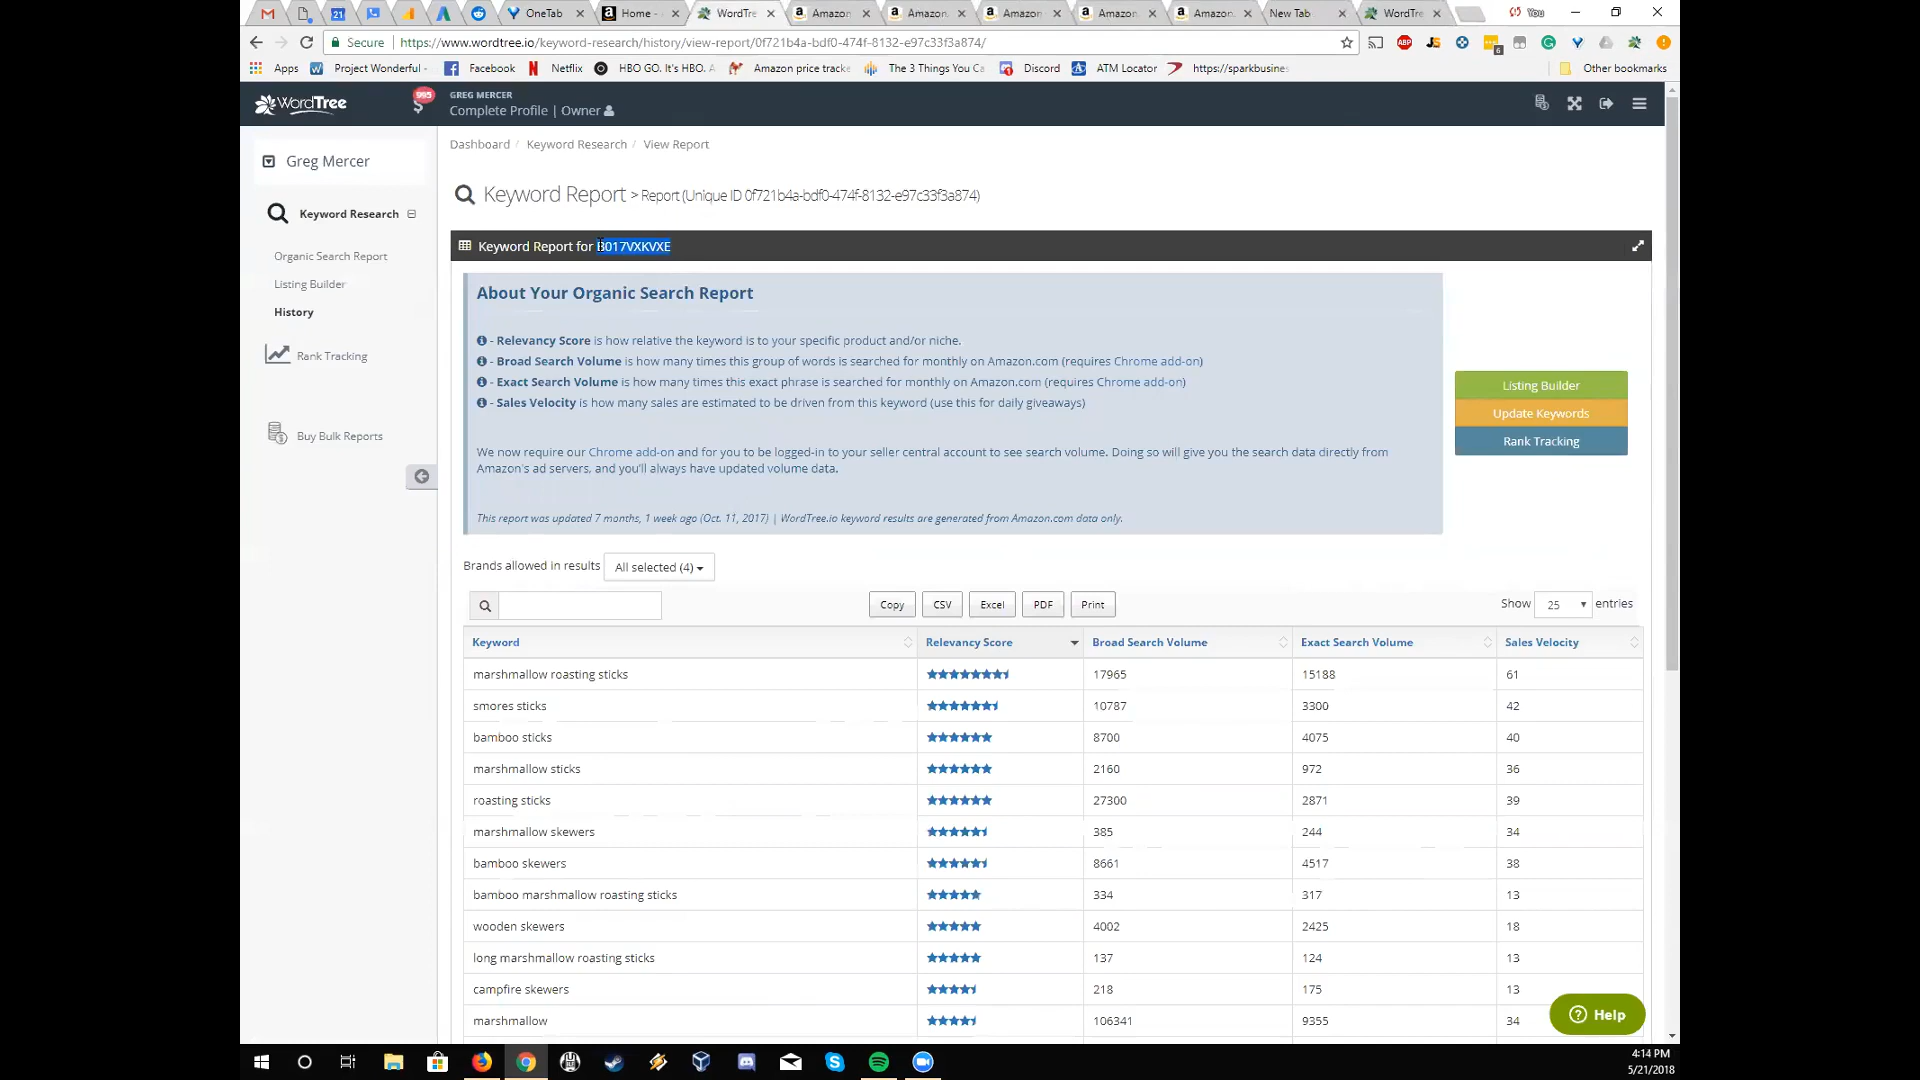 OneTab
Home -
WordTre
Amazon
Amazon.
Amazon
Amazon.
Amazon.
New Tab
WordTre
You
Secure https://www.wordtree.io/keyword-research/history/view-report/0f721b4a-bdf0-474f-8132-e97c33f3a874/
Apps Project Wonderful - Facebook Netflix HBO GO. It's HBO. A Amazon price tracke The 3 Things You Ca Discord ATM Locator https://sparkbusines Other bookmarks
WordTree
995
GREG MERCER
Complete Profile | Owner
Greg Mercer
Keyword Research
Organic Search Report
Listing Builder
History
Rank Tracking
Buy Bulk Reports
Dashboard / Keyword Research / View Report
Keyword Report > Report (Unique ID 0f721b4a-bdf0-474f-8132-e97c33f3a874)
Keyword Report for B017VXKVXE
About Your Organic Search Report
- Relevancy Score is how relative the keyword is to your specific product and/or niche.
- Broad Search Volume is how many times this group of words is searched for monthly on Amazon.com (requires Chrome add-on)
- Exact Search Volume is how many times this exact phrase is searched for monthly on Amazon.com (requires Chrome add-on)
- Sales Velocity is how many sales are estimated to be driven from this keyword (use this for daily giveaways)
We now require our Chrome add-on and for you to be logged-in to your seller central account to see search volume. Doing so will give you the search data directly from
Amazon's ad servers, and you'll always have updated volume data.
This report was updated 7 months, 1 week ago (Oct. 11, 2017) | WordTree.io keyword results are generated from Amazon.com data only.
Listing Builder
Update Keywords
Rank Tracking
Brands allowed in results All selected (4)
Copy CSV Excel PDF Print Show 25 entries
Keyword Relevancy Score Broad Search Volume Exact Search Volume Sales Velocity
marshmallow roasting sticks 17965 15188 61
smores sticks 10787 3300 42
bamboo sticks 8700 4075 40
marshmallow sticks 2160 972 36
roasting sticks 27300 2871 39
marshmallow skewers 385 244 34
bamboo skewers 8661 4517 38
bamboo marshmallow roasting sticks 334 317 13
wooden skewers 4002 2425 18
long marshmallow roasting sticks 137 124 13
campfire skewers 218 175 13
marshmallow 106341 9355 34
Help
4:14 PM
5/21/2018